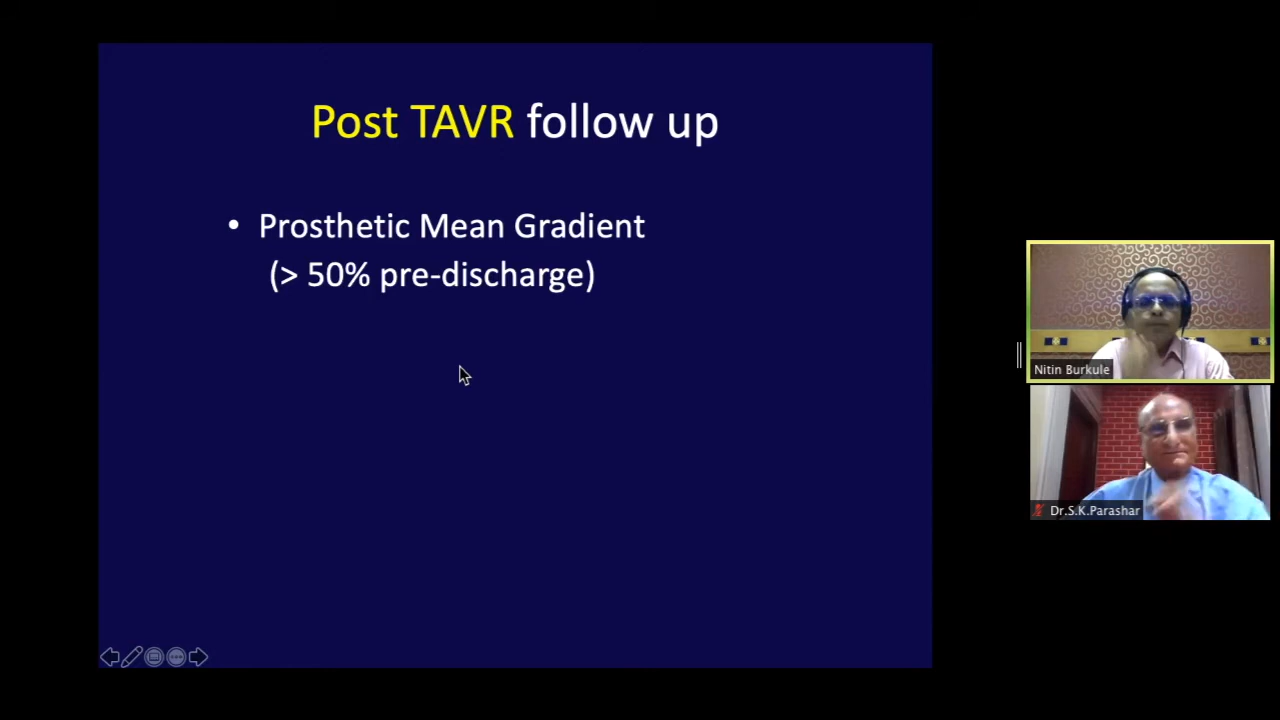 Post TAVR follow up
• Prosthetic Mean Gradient
(> 50% pre-discharge)
Nitin Burkule
Dr.S.K.Parashar